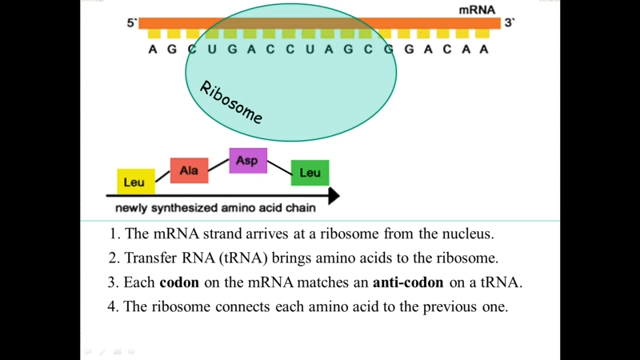 mRNA
5` 3`
A G C U G A C C U A G C G G A C A A
Ribosome
Leu Ala Asp Leu
newly synthesized amino acid chain
1. The mRNA strand arrives at a ribosome from the nucleus.
2. Transfer RNA (tRNA) brings amino acids to the ribosome.
3. Each codon on the mRNA matches an anti-codon on a tRNA.
4. The ribosome connects each amino acid to the previous one.